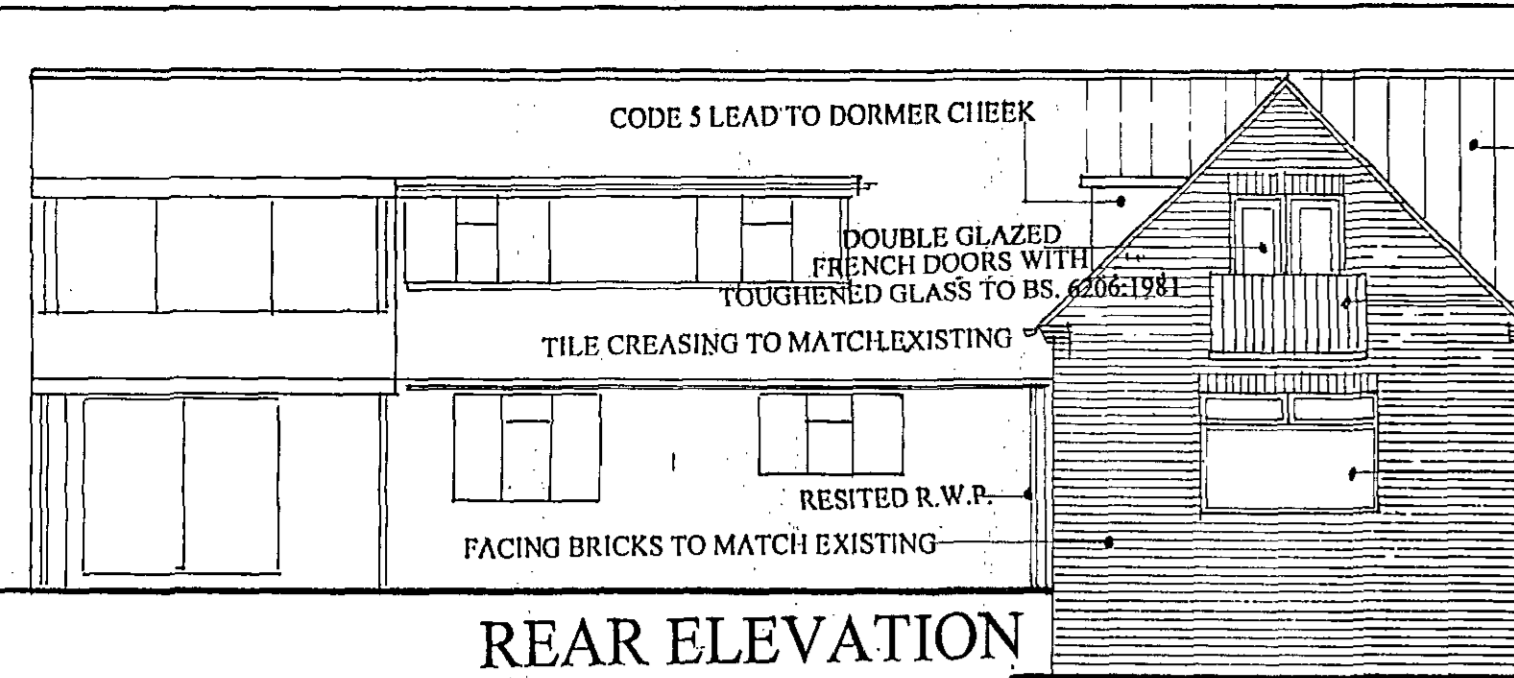 CODE 5 LEAD TO DORMER CHEEK
DOUBLE GLAZED
FRENCH DOORS WITH
TOUGHENED GLASS TO BS. 6206:1981
TILE CREASING TO MATCH EXISTING
RESITED R.W.P.
FACING BRICKS TO MATCH EXISTING
REAR ELEVATION